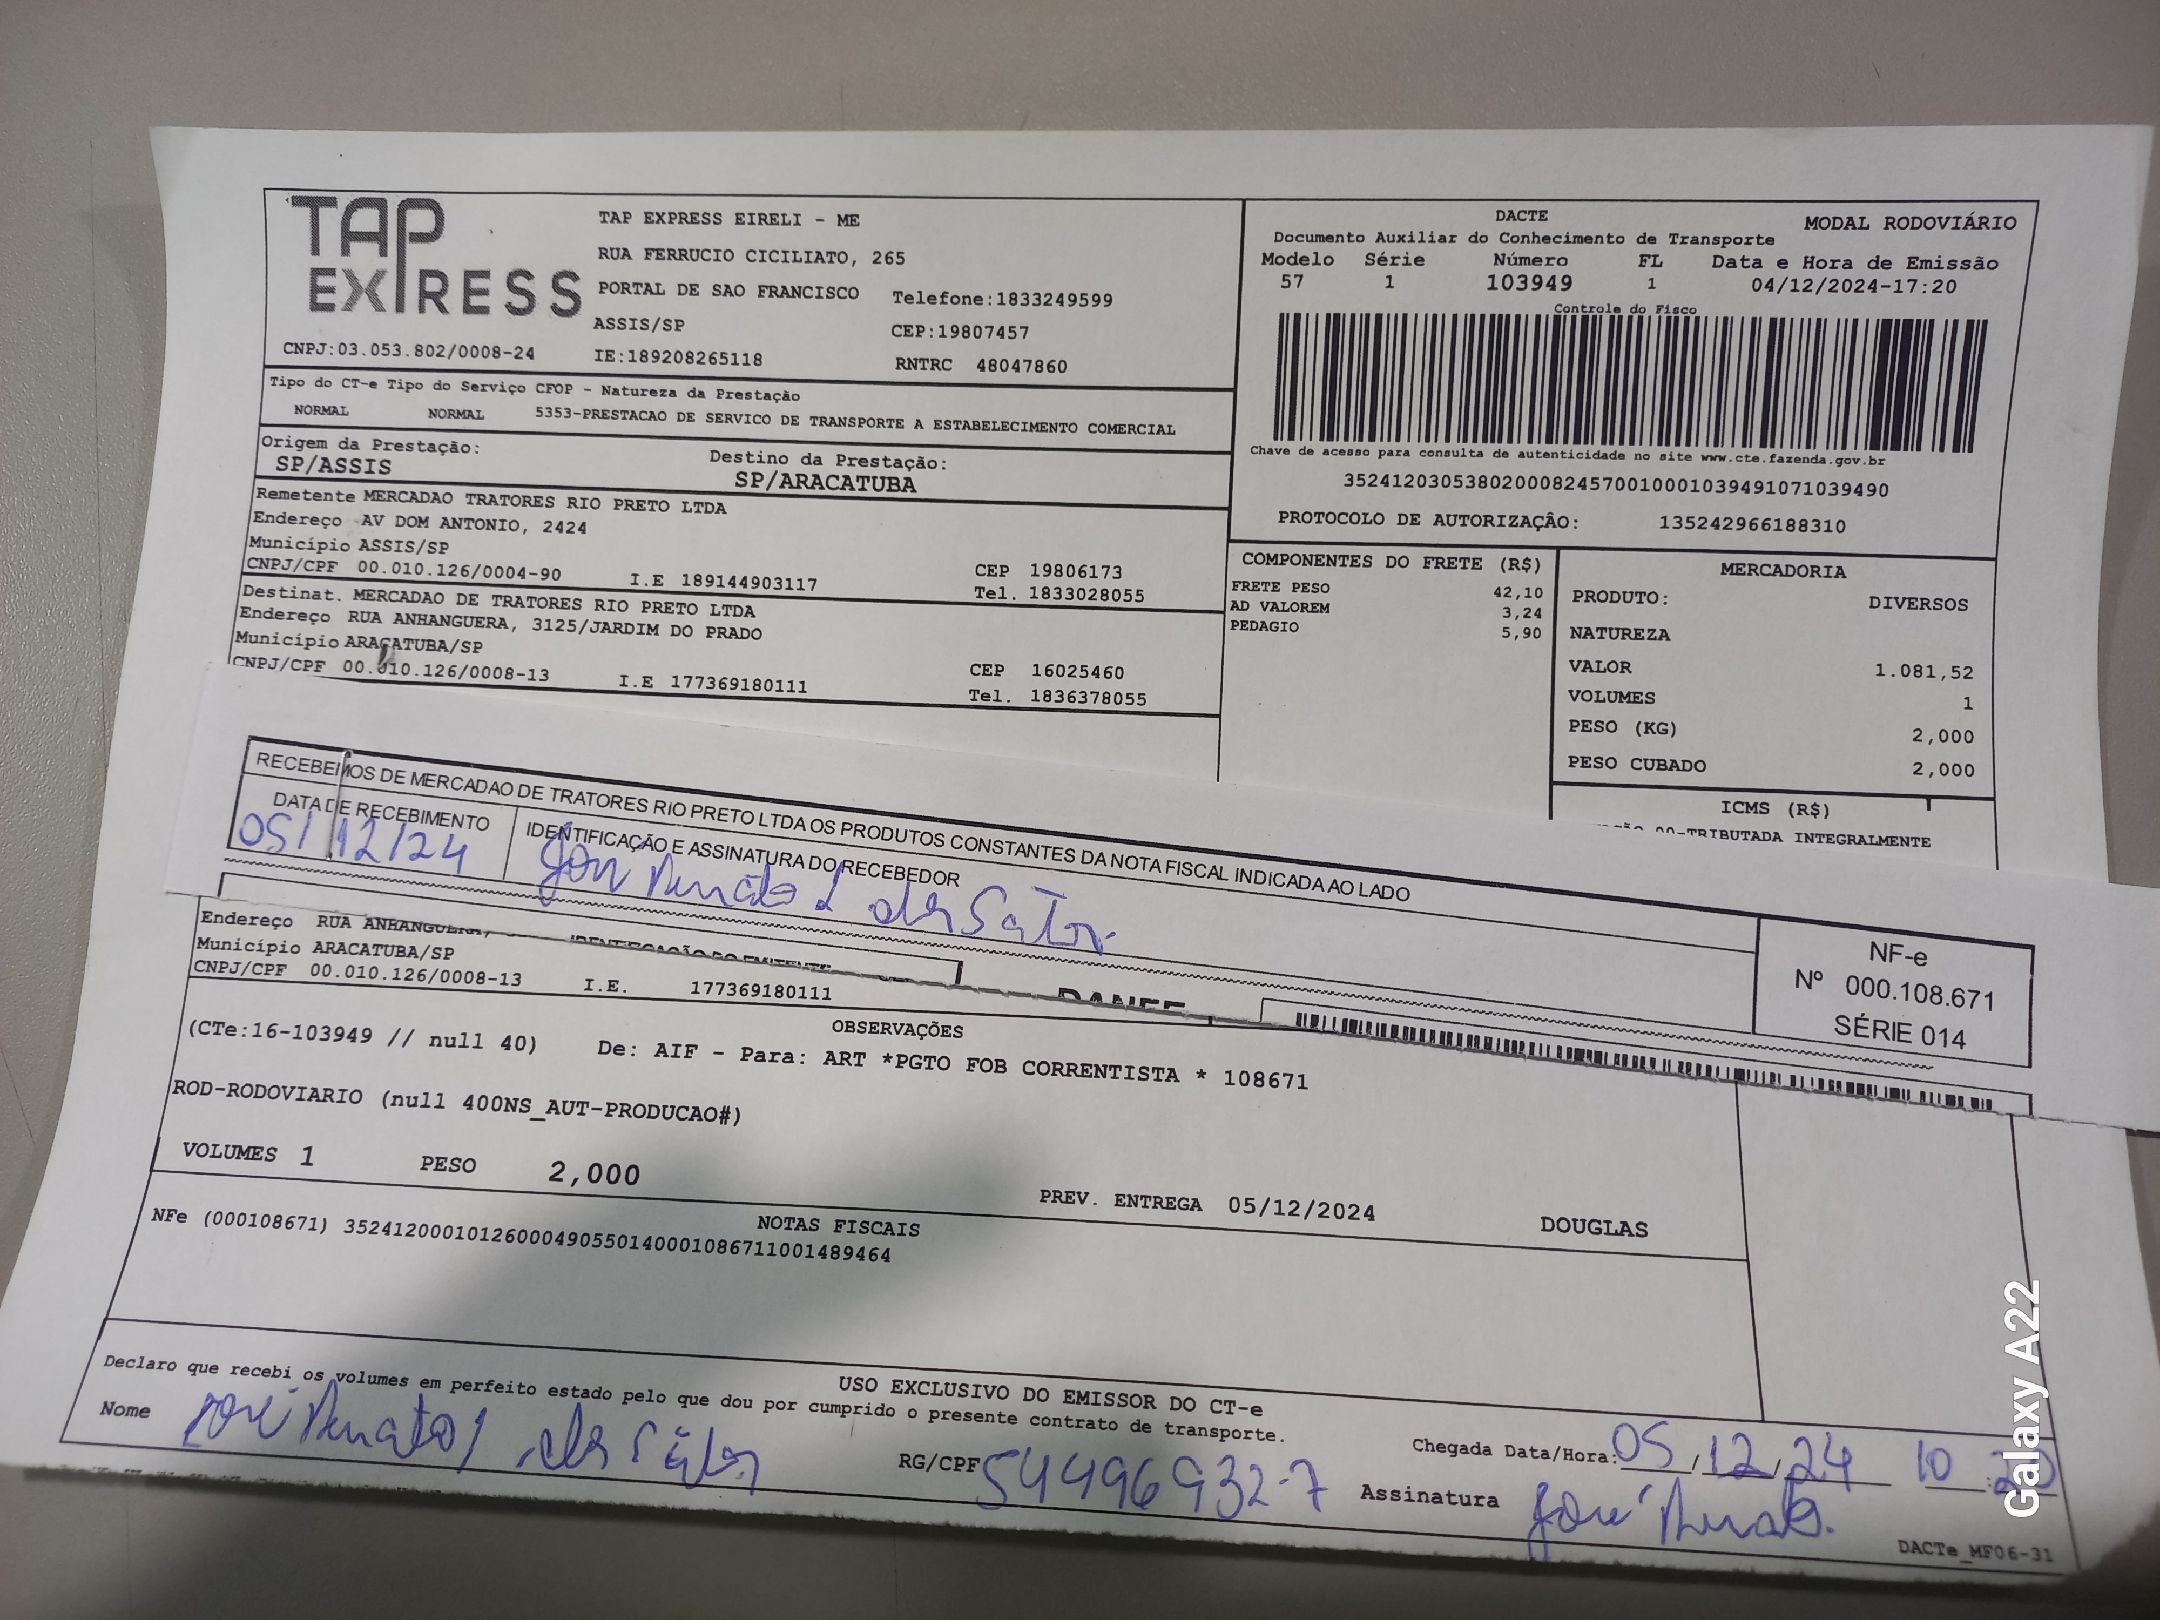 TAP EXPRESS
TAP EXPRESS EIRELI - ME
RUA FERRUCIO CICILIATO, 265
PORTAL DE SAO FRANCISCO Telefone:1833249599
ASSIS/SP CEP:19807457
CNPJ:03.053.802/0008-24 IE:189208265118 RNTRC 48047860
DACTE MODAL RODOVIÁRIO
Documento Auxiliar do Conhecimento de Transporte
Modelo Série Número FL Data e Hora de Emissão
57 1 103949 1 04/12/2024-17:20
Controle do Fisco
Chave de acesso para consulta de autenticidade no site www.cte.fazenda.gov.br
35241203053802000824570010001039491071039490
PROTOCOLO DE AUTORIZAÇÂO: 135242966188310
Tipo do CT-e Tipo do Serviço CFOP - Natureza da Prestação
NORMAL NORMAL 5353-PRESTACAO DE SERVICO DE TRANSPORTE A ESTABELECIMENTO COMERCIAL
Origem da Prestação: Destino da Prestação:
SP/ASSIS SP/ARACATUBA
Remetente MERCADAO TRATORES RIO PRETO LTDA
Endereço AV DOM ANTONIO, 2424
Município ASSIS/SP CEP 19806173
CNPJ/CPF 00.010.126/0004-90 I.E 189144903117 Tel. 1833028055
Destinat. MERCADAO DE TRATORES RIO PRETO LTDA
Endereço RUA ANHANGUERA, 3125/JARDIM DO PRADO
Município ARAÇATUBA/SP CEP 16025460
CNPJ/CPF 00.010.126/0008-13 I.E 177369180111 Tel. 1836378055
COMPONENTES DO FRETE (R$)
FRETE PESO 42,10
AD VALOREM 3,24
PEDAGIO 5,90
MERCADORIA
PRODUTO: DIVERSOS
NATUREZA
VALOR 1.081,52
VOLUMES 1
PESO (KG) 2,000
PESO CUBADO 2,000
ICMS (R$)
00-TRIBUTADA INTEGRALMENTE
RECEBEMOS DE MERCADAO DE TRATORES RIO PRETO LTDA OS PRODUTOS CONSTANTES DA NOTA FISCAL INDICADA AO LADO
DATA DE RECEBIMENTO IDENTIFICAÇÃO E ASSINATURA DO RECEBEDOR
05/12/24
NF-e
Nº 000.108.671
SÉRIE 014
IDENTIFICAÇÃO DO EMITENTE
DANFE
Endereço RUA ANHANGUERA,
Município ARACATUBA/SP
CNPJ/CPF 00.010.126/0008-13 I.E. 177369180111
OBSERVAÇÕES
(CTe:16-103949 // null 40) De: AIF - Para: ART *PGTO FOB CORRENTISTA * 108671
ROD-RODOVIARIO (null 400NS_AUT-PRODUCAO#)
VOLUMES 1 PESO 2,000 PREV. ENTREGA 05/12/2024 DOUGLAS
NOTAS FISCAIS
NFe (000108671) 35241200010126000490550140001086711001489464
USO EXCLUSIVO DO EMISSOR DO CT-e
Declaro que recebi os volumes em perfeito estado pelo que dou por cumprido o presente contrato de transporte.
Nome José Renato RG/CPF 54496932-7 Chegada Data/Hora: 05/12/24 10:20
Assinatura José Renato
DACTe_MF06-31
Galaxy A22